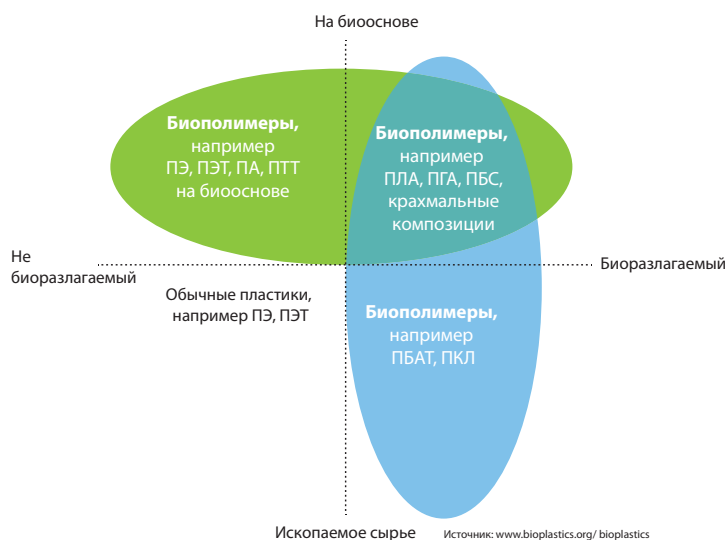 На биооснове
Биополимеры,
например
ПЭ, ПЭТ, ПА, ПТТ
на биооснове
Биополимеры,
например
ПЛА, ПГА, ПБС,
крахмальные
композиции
Не
биоразлагаемый
Биоразлагаемый
Обычные пластики,
например ПЭ, ПЭТ
Биополимеры,
например
ПБАТ, ПКЛ
Ископаемое сырье
Источник: www.bioplastics.org/ bioplastics